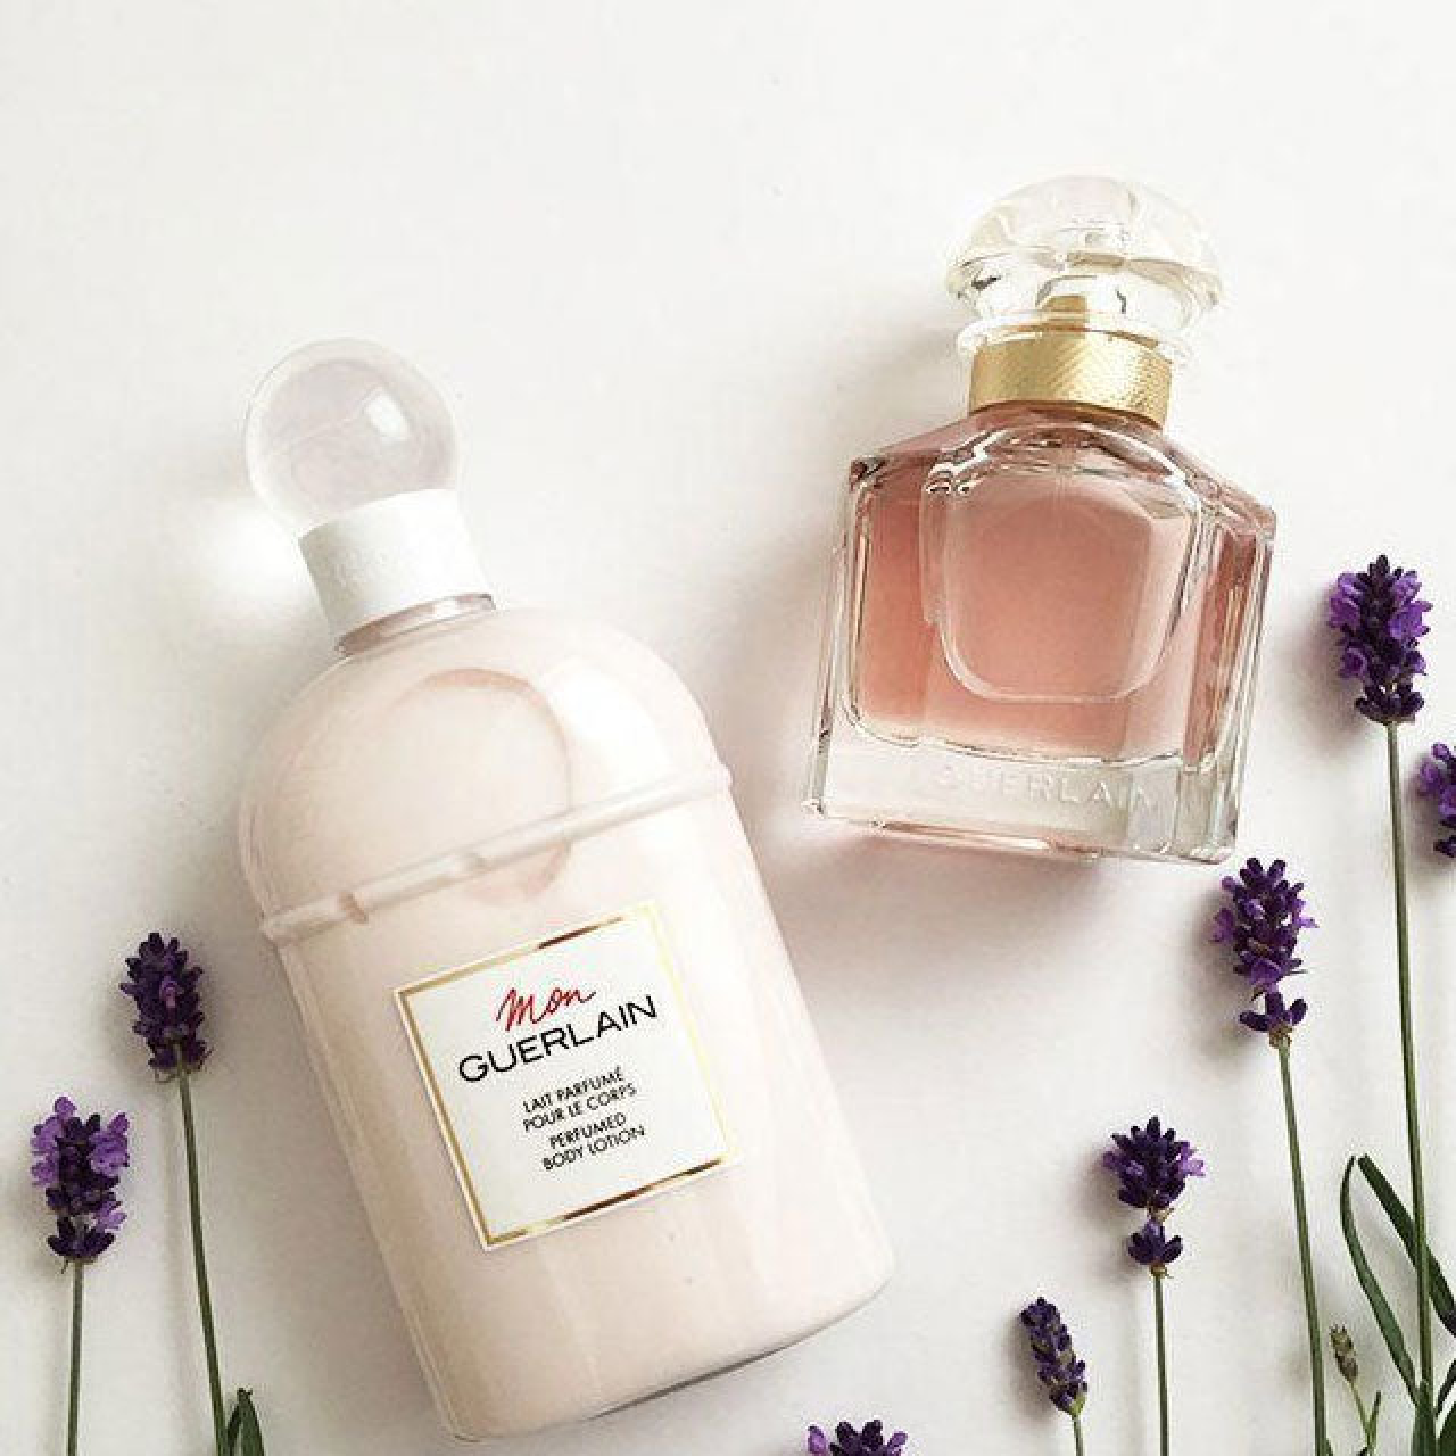 Mon
GUERLAIN
LAIT PARFUMÉ
POUR LE CORPS
PERFUMED
BODY LOTION
GUERLAIN